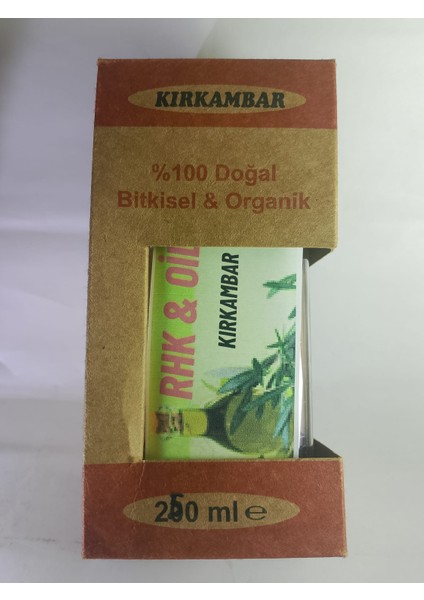 KIRKAMBAR
%100 Doğal
Bitkisel & Organik
RHK & OİL
KIRKAMBAR
250 ml e